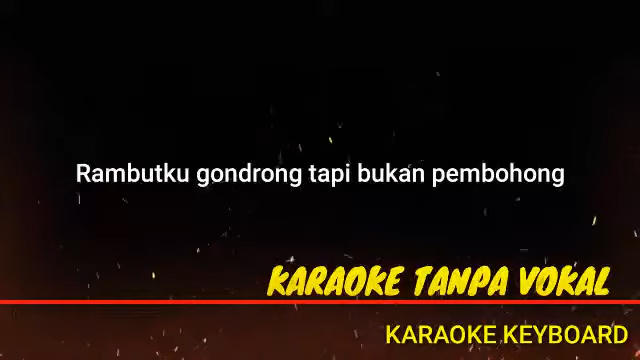 Rambutku gondrong tapi bukan pembohong
KARAOKE TANPA VOKAL
KARAOKE KEYBOARD